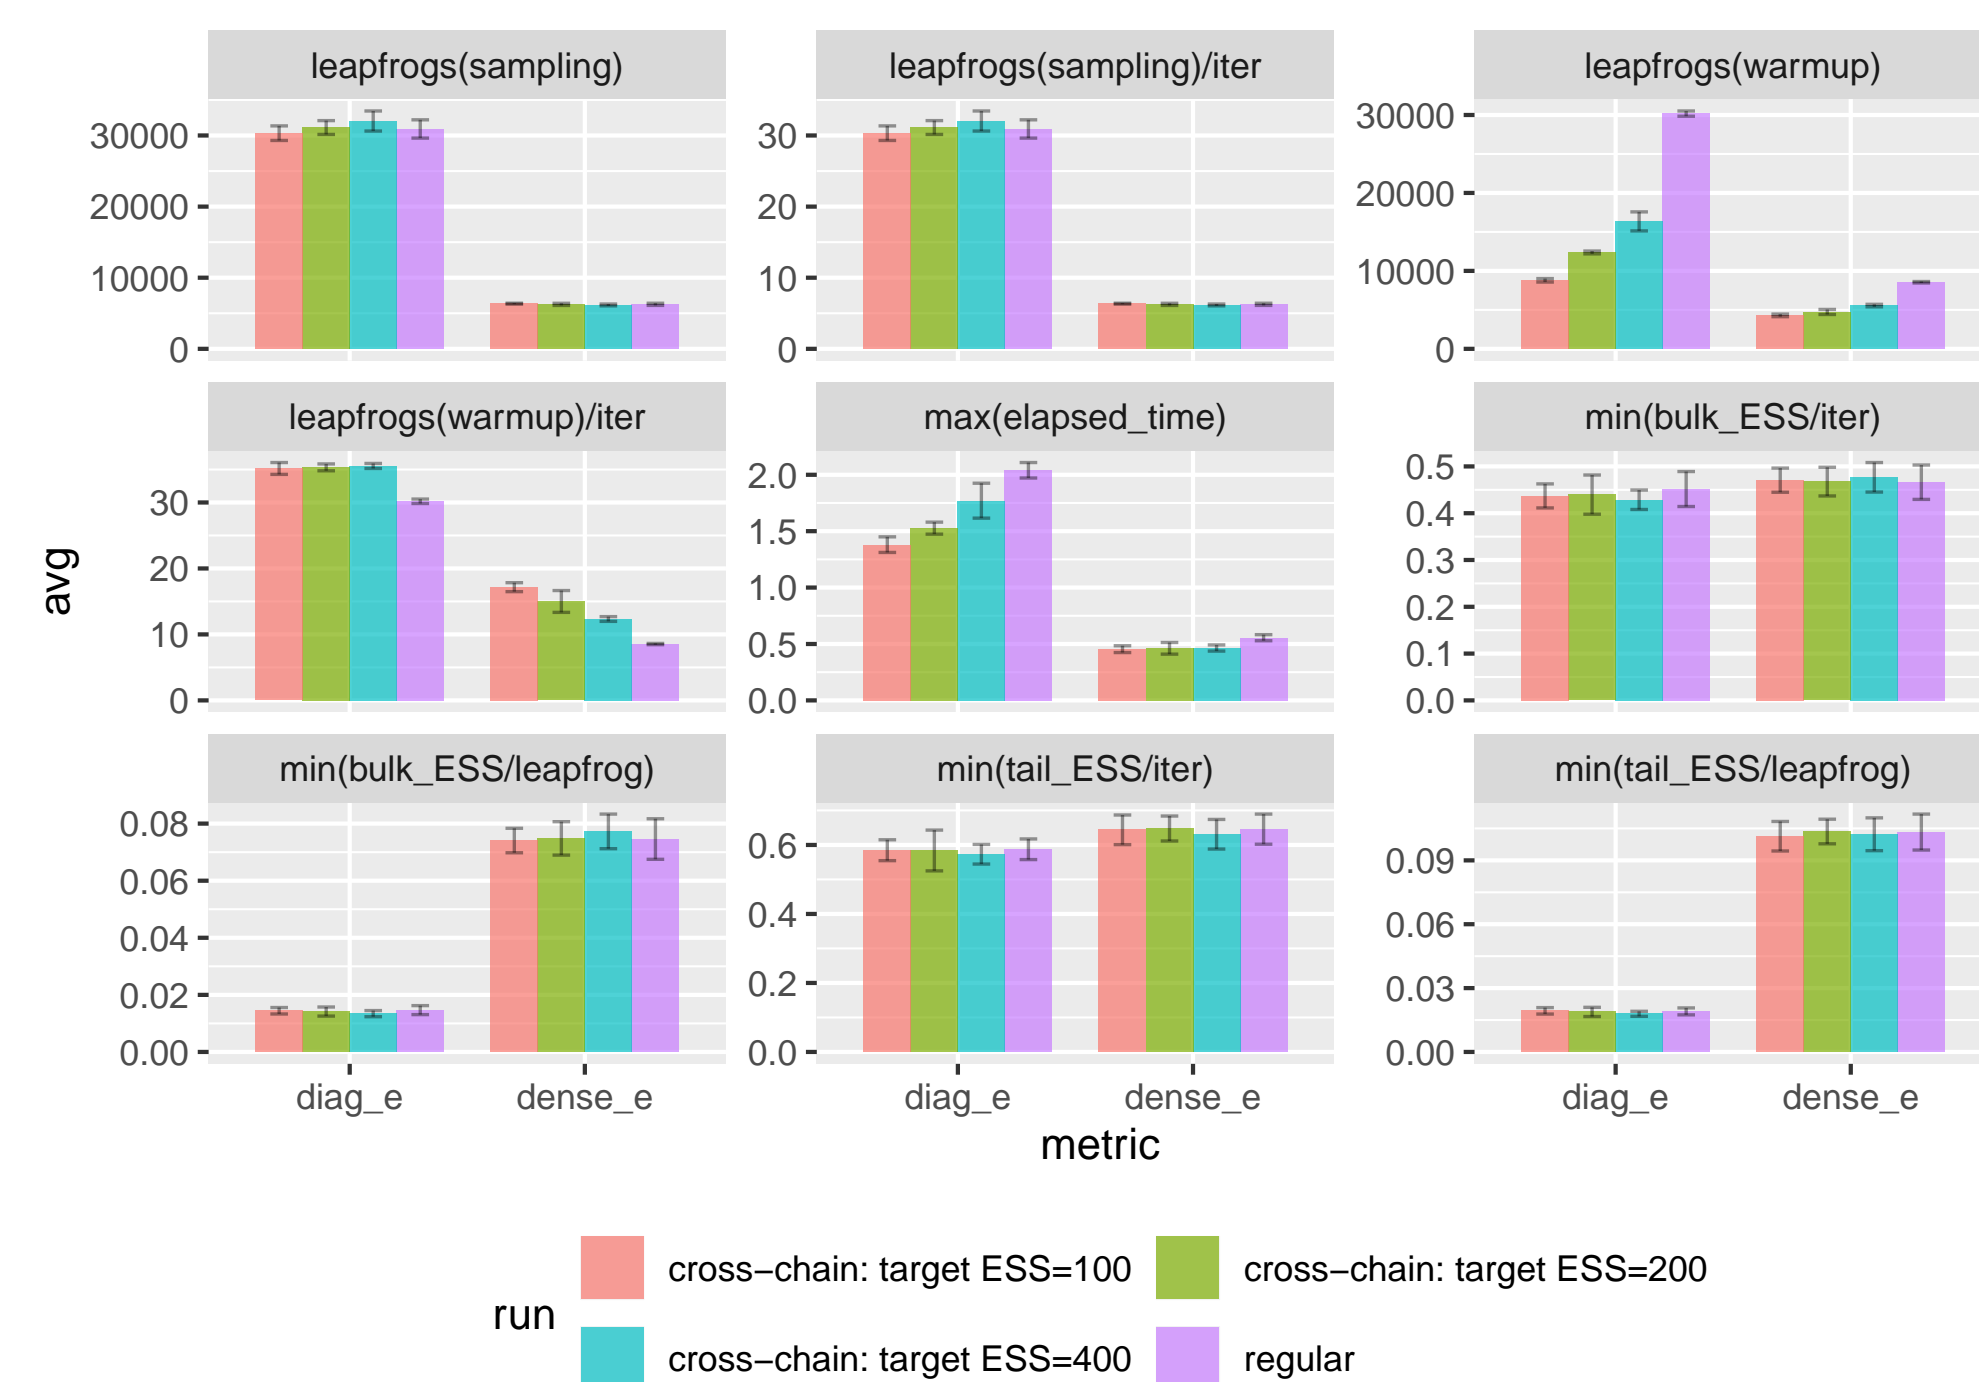 leapfrogs(sampling)
leapfrogs(sampling)/iter
leapfrogs(warmup)
30000
20000
10000
0
30
20
10
0
30000
20000
10000
0
leapfrogs(warmup)/iter
max(elapsed_time)
min(bulk_ESS/iter)
30
20
10
0
2.0
1.5
1.0
0.5
0.0
0.5
0.4
0.3
0.2
0.1
0.0
avg
min(bulk_ESS/leapfrog)
min(tail_ESS/iter)
min(tail_ESS/leapfrog)
0.08
0.06
0.04
0.02
0.00
0.6
0.4
0.2
0.0
0.09
0.06
0.03
0.00
diag_e dense_e
diag_e dense_e
diag_e dense_e
metric
run
cross−chain: target ESS=100
cross−chain: target ESS=200
cross−chain: target ESS=400
regular